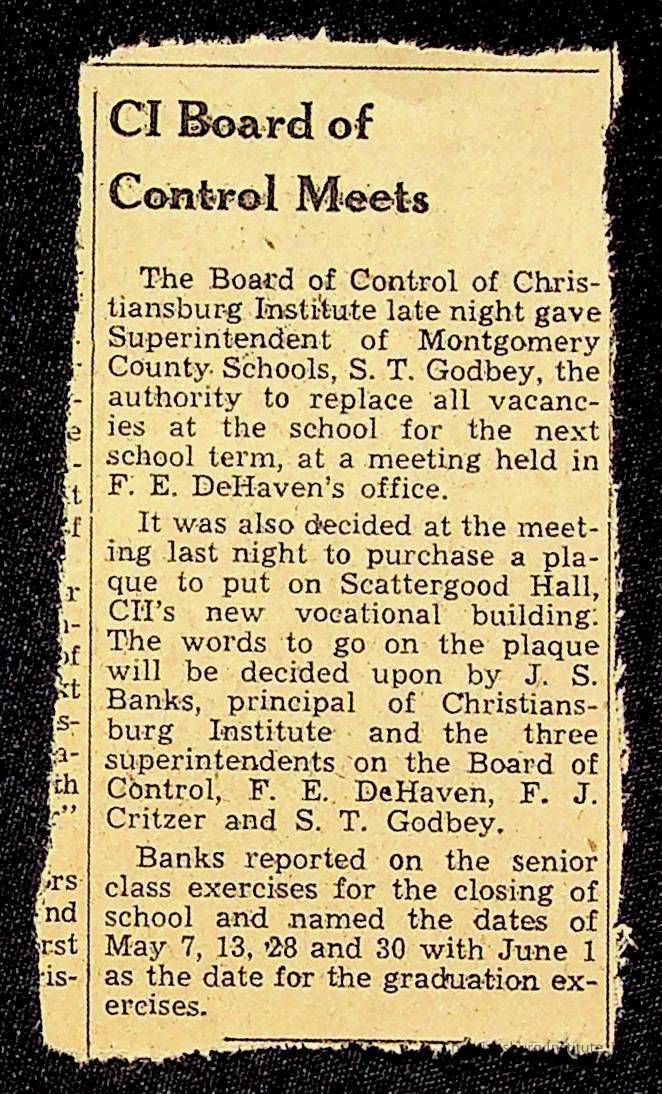 CI Board of
Control Meets
The Board of Control of Chris-
tiansburg Institute late night gave
Superintendent of Montgomery
County Schools, S. T. Godbey, the
authority to replace all vacanc-
ies at the school for the next
school term, at a meeting held in
F. E. DeHaven's office.
It was also decided at the meet-
ing last night to purchase a pla-
que to put on Scattergood Hall,
CII's new vocational building.
The words to go on the plaque
will be decided upon by J. S.
Banks, principal of Christians-
burg Institute and the three
superintendents on the Board of
Control, F. E. DeHaven, F. J.
Critzer and S. T. Godbey.
Banks reported on the senior
class exercises for the closing of
school and named the dates of
May 7, 13, 28 and 30 with June 1
as the date for the graduation ex-
ercises.